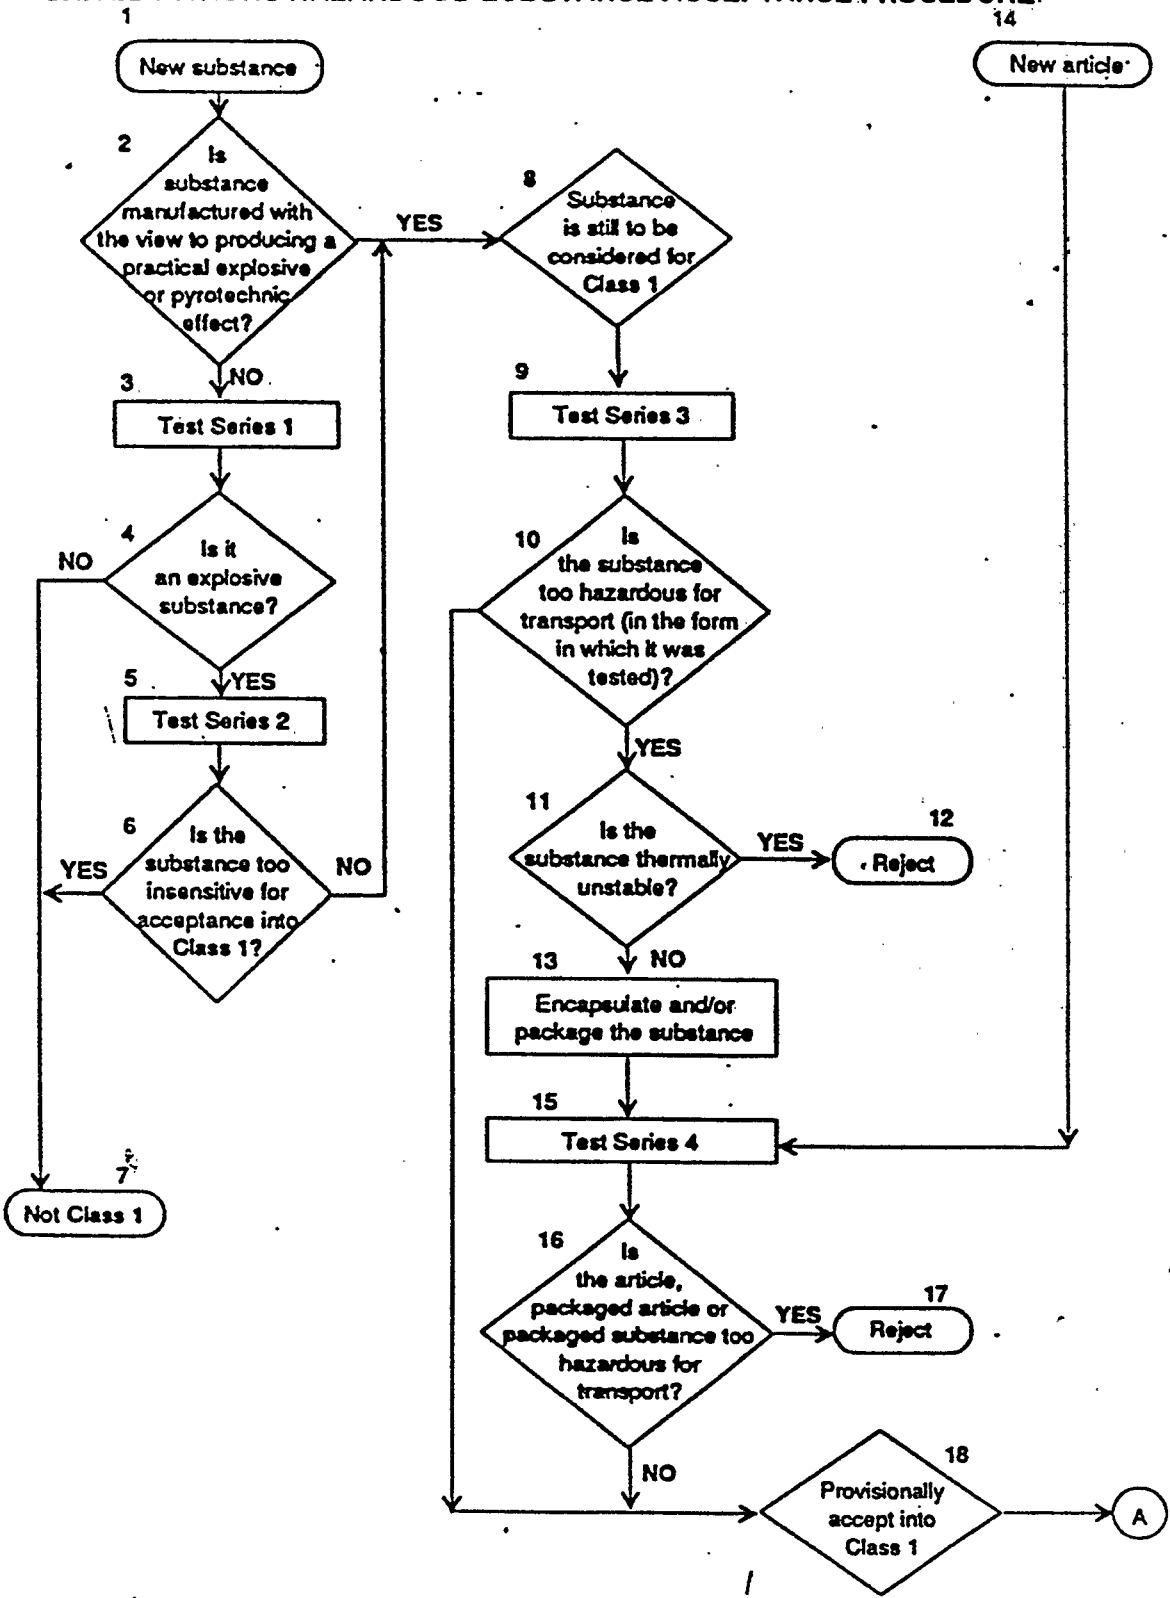 1
New substance
2
Is
substance
manufactured with
the view to producing a
practical explosive
or pyrotechnic
effect?
YES
NO
3
Test Series 1
4
Is it
an explosive
substance?
NO
YES
5
Test Series 2
6
Is the
substance too
insensitive for
acceptance into
Class 1?
YES
NO
7
Not Class 1
8
Substance
is still to be
considered for
Class 1
9
Test Series 3
10
Is
the substance
too hazardous for
transport (in the form
in which it was
tested)?
YES
11
Is the
substance thermally
unstable?
YES
12
Reject
NO
13
Encapsulate and/or
package the substance
14
New article
15
Test Series 4
16
Is
the article,
packaged article or
packaged substance too
hazardous for
transport?
YES
17
Reject
NO
18
Provisionally
accept into
Class 1
A